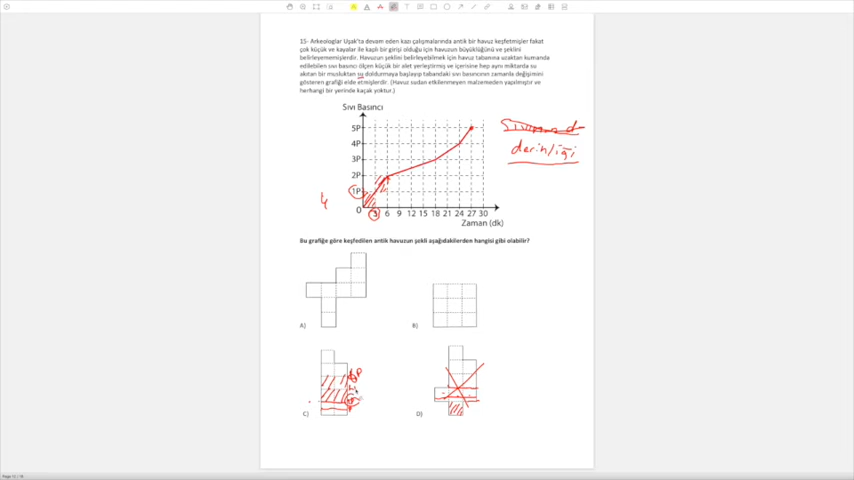 15- Arkeologlar Uşak'ta devam eden kazı çalışmalarında antik bir havuz keşfetmişler fakat
çok küçük ve kayalar ile kaplı bir girişi olduğu için havuzun büyüklüğünü ve şeklini
belirleyememişlerdir. Havuzun şeklini belirleyebilmek için havuz tabanına uzaktan kumanda
edilebilen sıvı basıncı ölçen küçük bir alet yerleştirmiş ve içerisine hep aynı miktarda su
akıtan bir musluktan su doldurmaya başlayıp tabandaki sıvı basıncının zamanla değişimini
gösteren grafiği elde etmişlerdir. (Havuz sudan etkilenmeyen malzemeden yapılmıştır ve
herhangi bir yerinde kaçak yoktur.)
Sıvı Basıncı
5P
4P
3P
2P
1P
0 3 6 9 12 15 18 21 24 27 30
Zaman (dk)
derinliği
Bu grafiğe göre keşfedilen antik havuzun şekli aşağıdakilerden hangisi gibi olabilir?
A)
B)
C)
D)